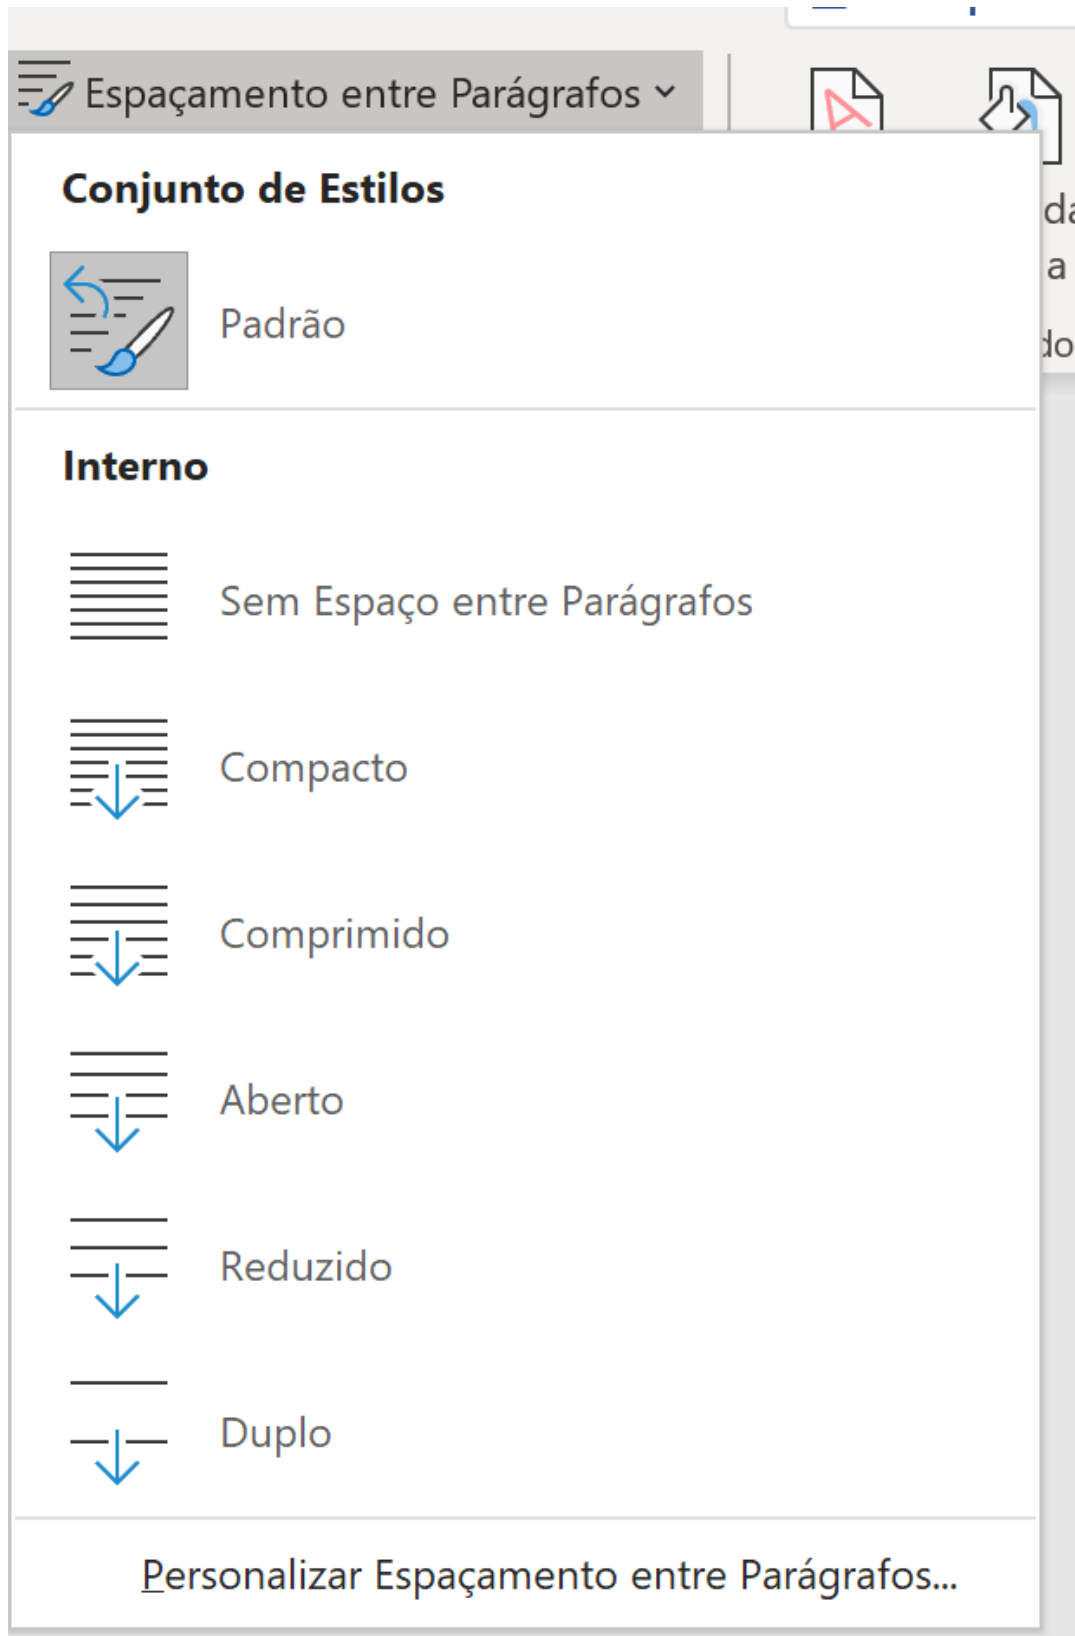 Espaçamento entre Parágrafos
Conjunto de Estilos
Padrão
Interno
Sem Espaço entre Parágrafos
Compacto
Comprimido
Aberto
Reduzido
Duplo
Personalizar Espaçamento entre Parágrafos...